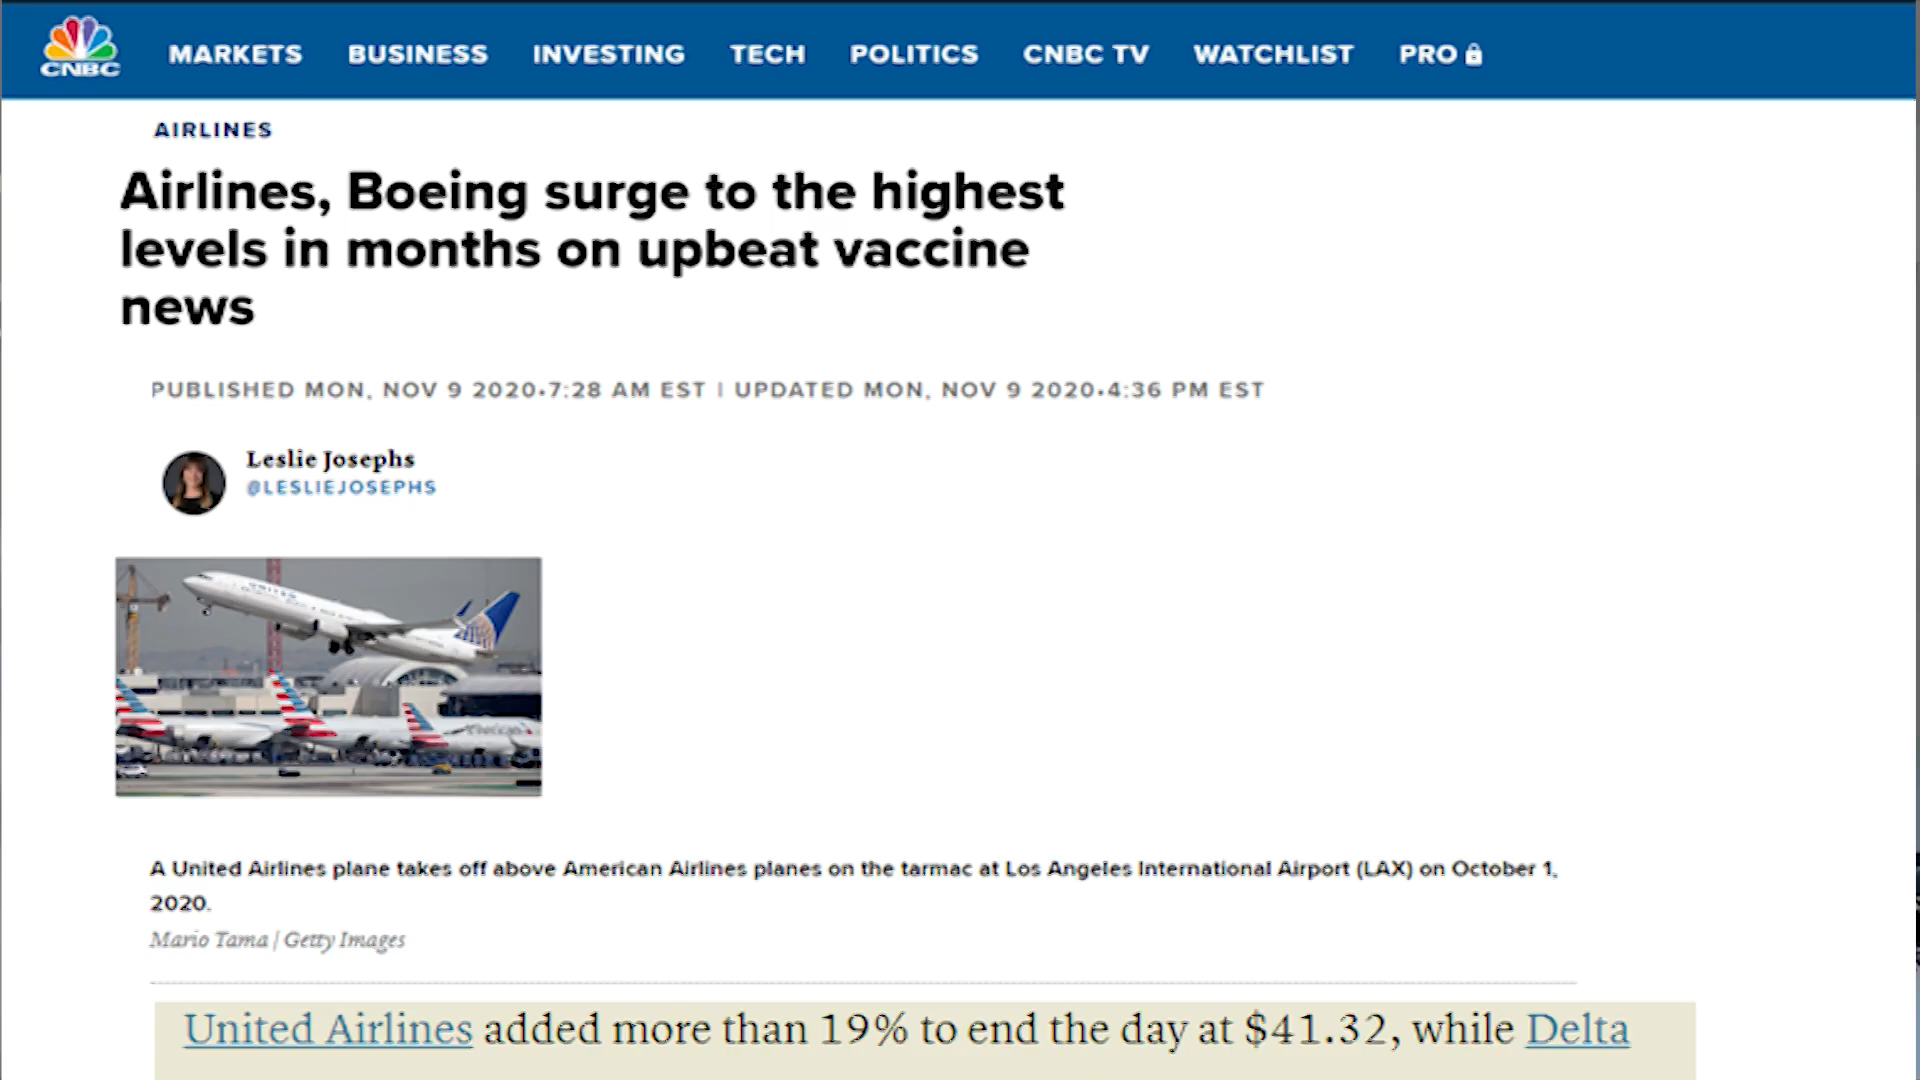 CNBC
MARKETS BUSINESS INVESTING TECH POLITICS CNBC TV WATCHLIST PRO
AIRLINES
Airlines, Boeing surge to the highest
levels in months on upbeat vaccine
news
PUBLISHED MON, NOV 9 2020•7:28 AM EST | UPDATED MON, NOV 9 2020•4:36 PM EST
Leslie Josephs
@LESLIEJOSEPHS
UNITED
American
A United Airlines plane takes off above American Airlines planes on the tarmac at Los Angeles International Airport (LAX) on October 1,
2020.
Mario Tama | Getty Images
United Airlines added more than 19% to end the day at $41.32, while Delta